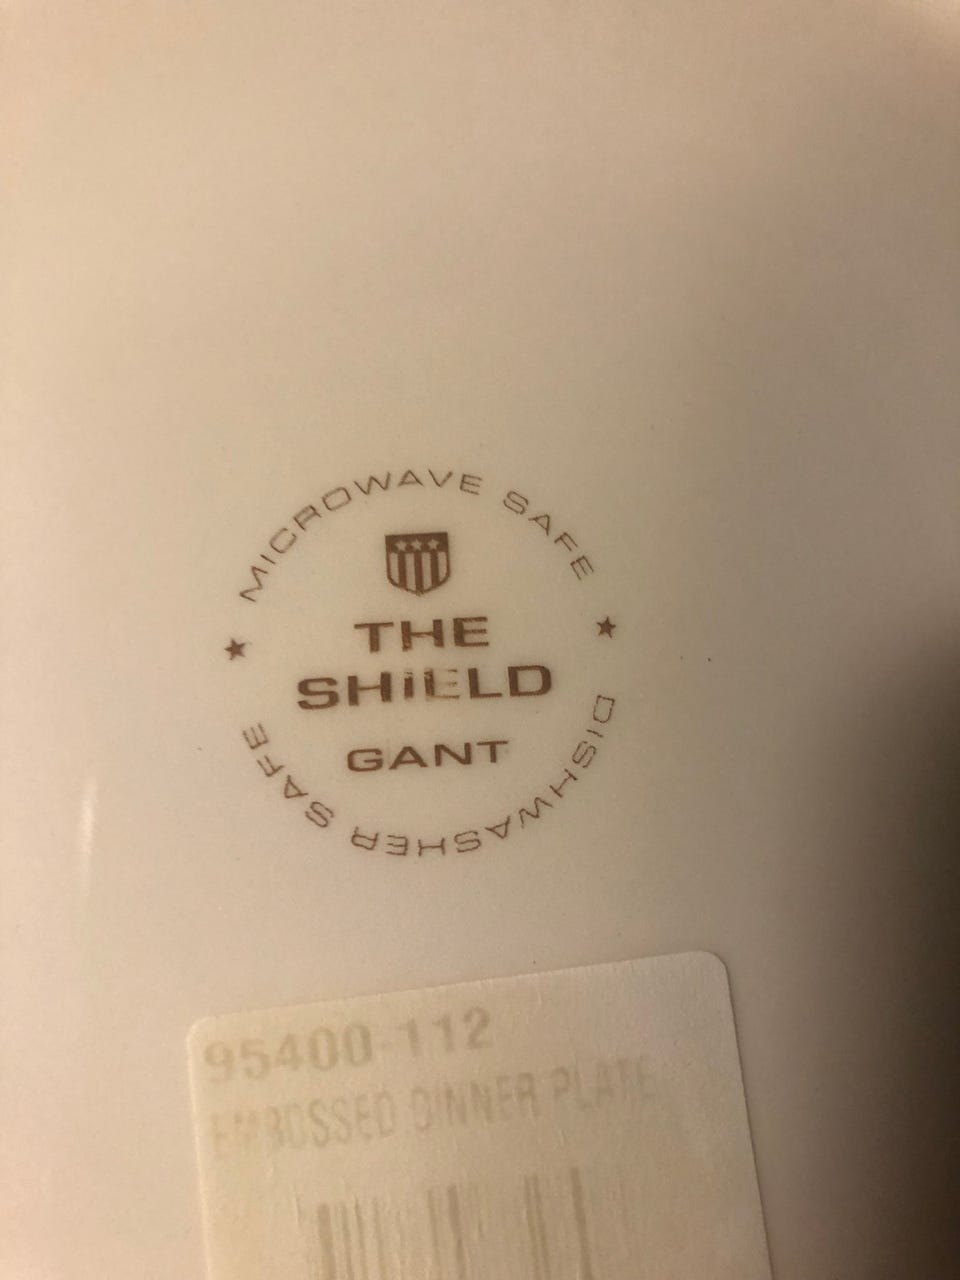 MICROWAVE SAFE
THE
SHIELD
GANT
DISHWASHER SAFE
95400-112
EMBOSSED DINNER PLATE